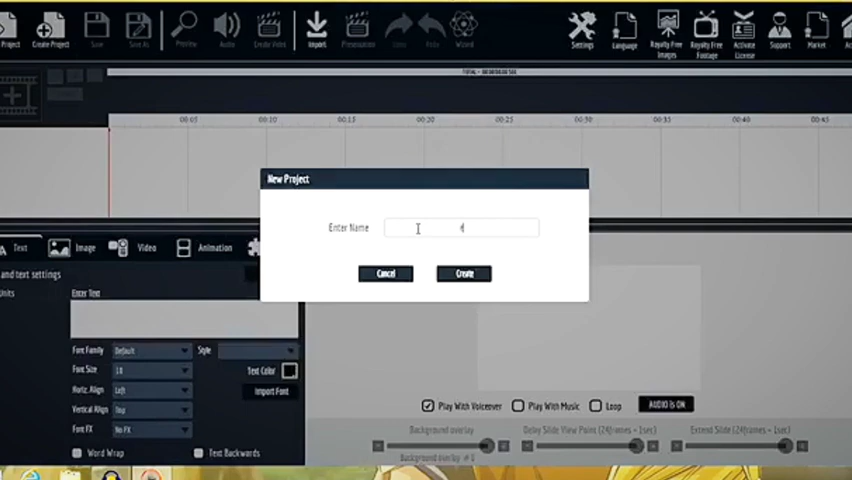 Project Create Project Save Save As Preview Audio Create Video Import Presentation Undo Redo Wizard Settings Language Royalty Free Images Royalty Free Footage Activate License Support Market
00:05 00:10 00:15 00:20 00:25 00:30 00:35 00:40 00:45
New Project
Enter Name
Cancel Create
Text Image Video Animation
and text settings
Units Enter Text
Font Family Default Style
Font Size 18 Text Color
Horiz. Align Left Import Font
Vertical Align Top
Font FX No FX
Word Wrap Text Backwards
Play With Voiceover Play With Music Loop AUDIO is ON
Background overlay Delay Slide View Point (24frames = 1sec) Extend Slide (24frames = 1sec)
Background overlay # 0